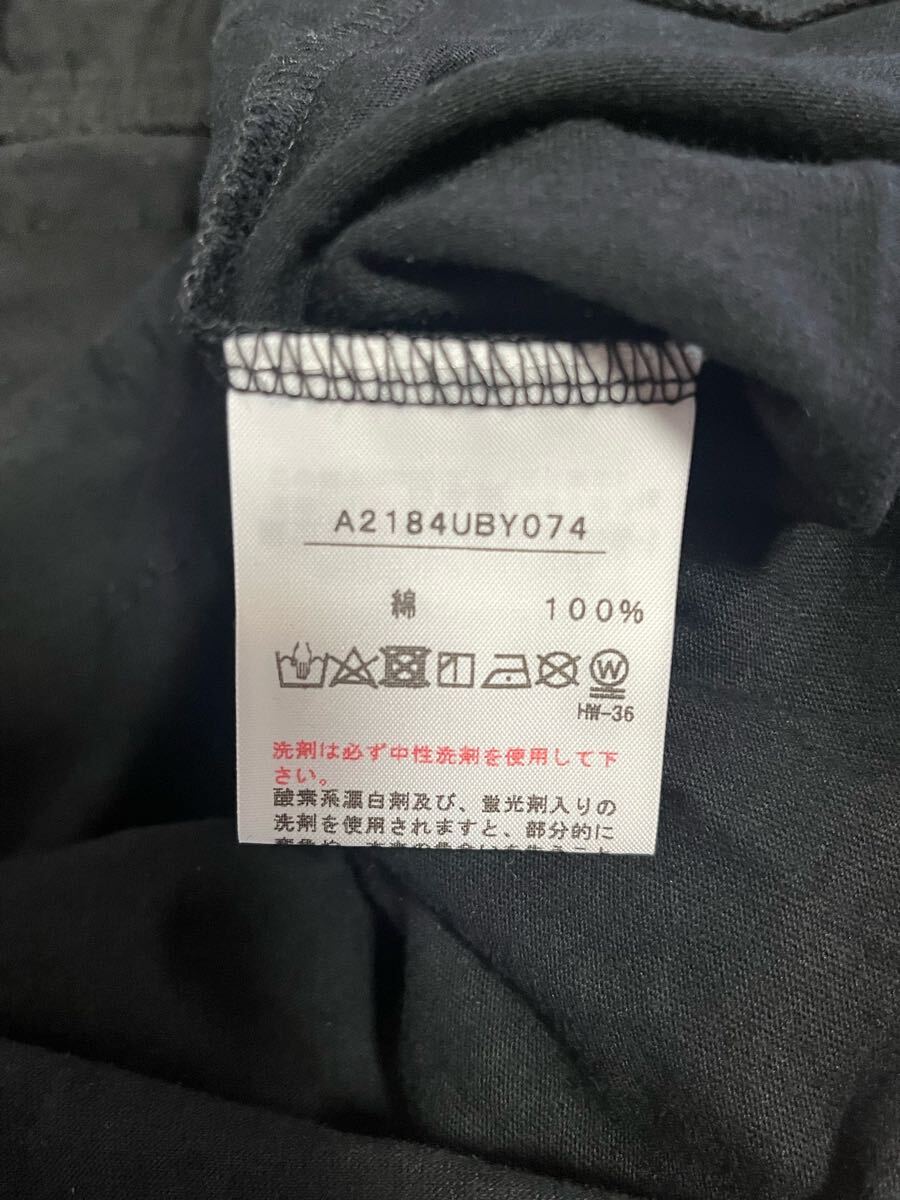 A2184UBY074
綿 100%
W
HW-36
洗剤は必ず中性洗剤を使用して下
さい。
酸素系漂白剤及び、蛍光剤入りの
洗剤を使用されますと、部分的に